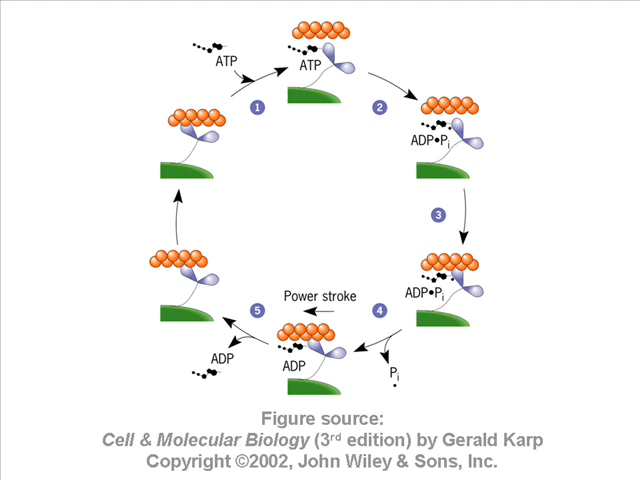 ATP
ATP
1
2
ADP•Pi
3
ADP•Pi
Power stroke
4
5
ADP
ADP
Pi
Figure source:
Cell & Molecular Biology (3rd edition) by Gerald Karp
Copyright ©2002, John Wiley & Sons, Inc.